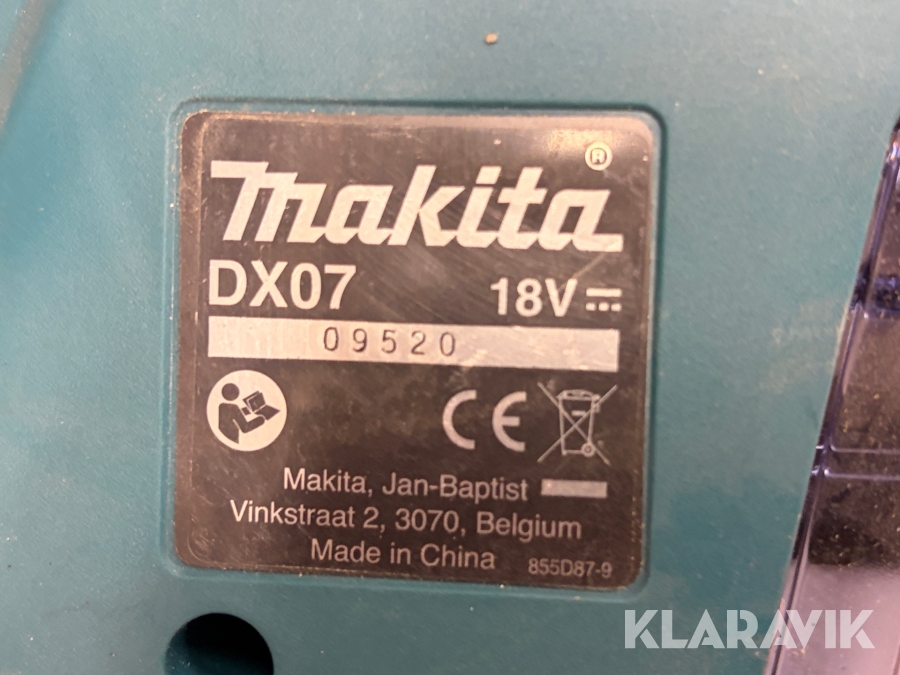 makita®
DX07 18V
09520
CE
Makita, Jan-Baptist
Vinkstraat 2, 3070, Belgium
Made in China 855D87-9
KLARAVIK